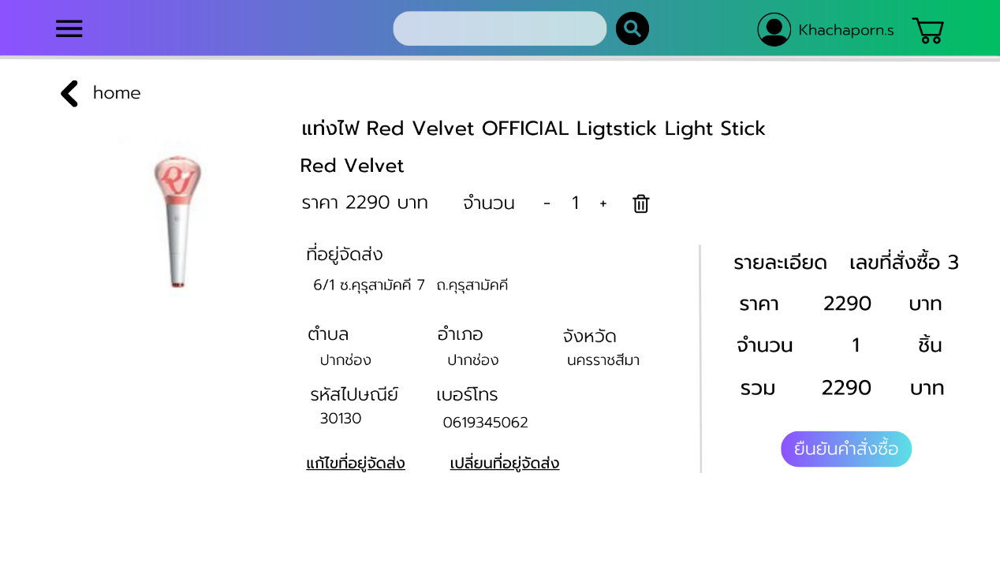 Khachaporn.s
home
แท่งไฟ Red Velvet OFFICIAL Ligtstick Light Stick
Red Velvet
ราคา 2290 บาท จำนวน - 1 +
ที่อยู่จัดส่ง
6/1 ซ.คุรุสามัคคี 7 ถ.คุรุสามัคคี
ตำบล อำเภอ จังหวัด
ปากช่อง ปากช่อง นครราชสีมา
รหัสไปษณีย์ เบอร์โทร
30130 0619345062
แก้ไขที่อยู่จัดส่ง เปลี่ยนที่อยู่จัดส่ง
รายละเอียด เลขที่สั่งซื้อ 3
ราคา 2290 บาท
จำนวน 1 ชิ้น
รวม 2290 บาท
ยืนยันคำสั่งซื้อ